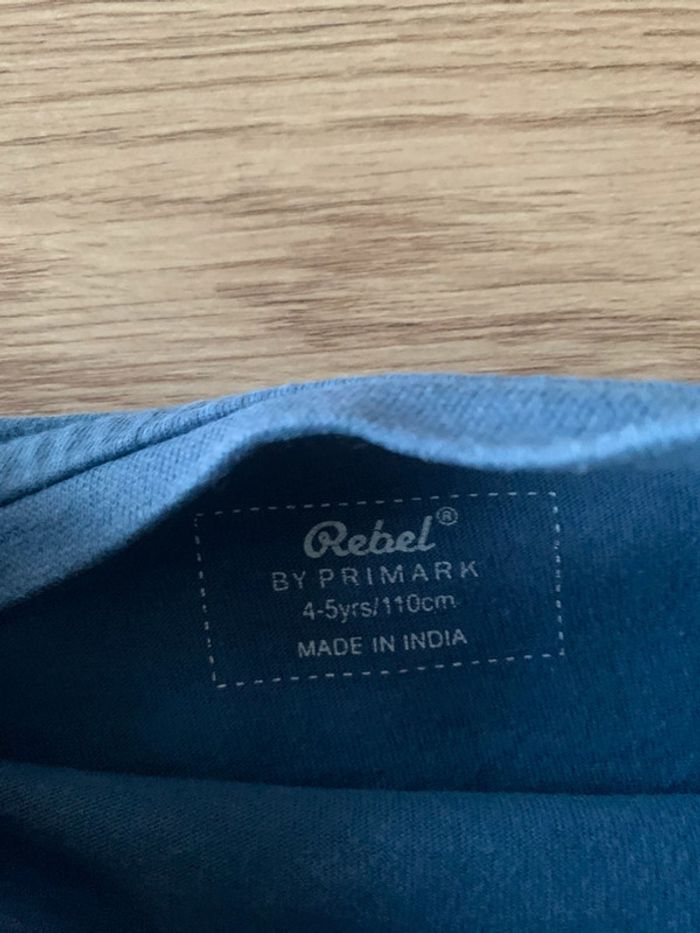 Rebel®
BY PRIMARK
4-5yrs/110cm
MADE IN INDIA